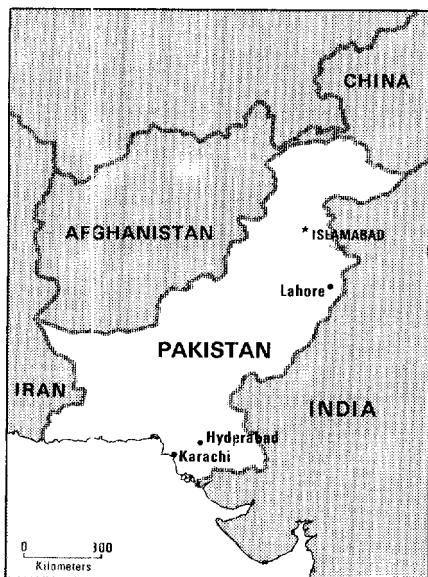 CHINA
AFGHANISTAN
★ ISLAMABAD
Lahore
PAKISTAN
IRAN
INDIA
Hyderabad
Karachi
0 300
Kilometers